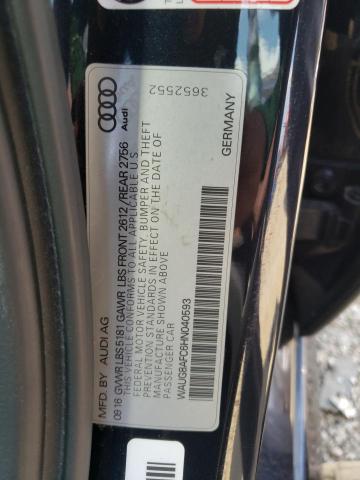 Audi
3652552
GERMANY
MFD. BY AUDI AG
09 16 GVWR LBS 5181 GAWR LBS FRONT 2612 / REAR 2756
THIS VEHICLE CONFORMS TO ALL APPLICABLE U.S.
FEDERAL MOTOR VEHICLE SAFETY, BUMPER AND THEFT
PREVENTION STANDARDS IN EFFECT ON THE DATE OF
MANUFACTURE SHOWN ABOVE
PASSENGER CAR
WAUG8AFC6HN040593